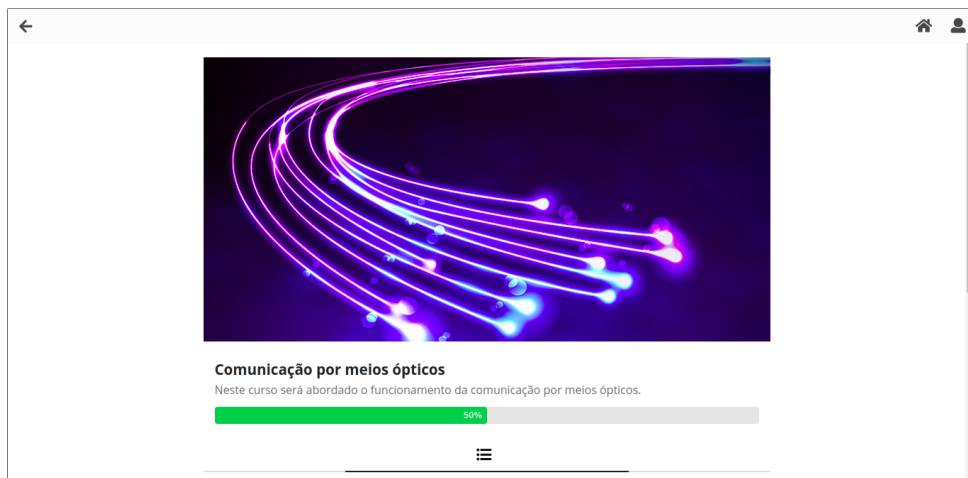 Comunicação por meios ópticos
Neste curso será abordado o funcionamento da comunicação por meios ópticos.
50%